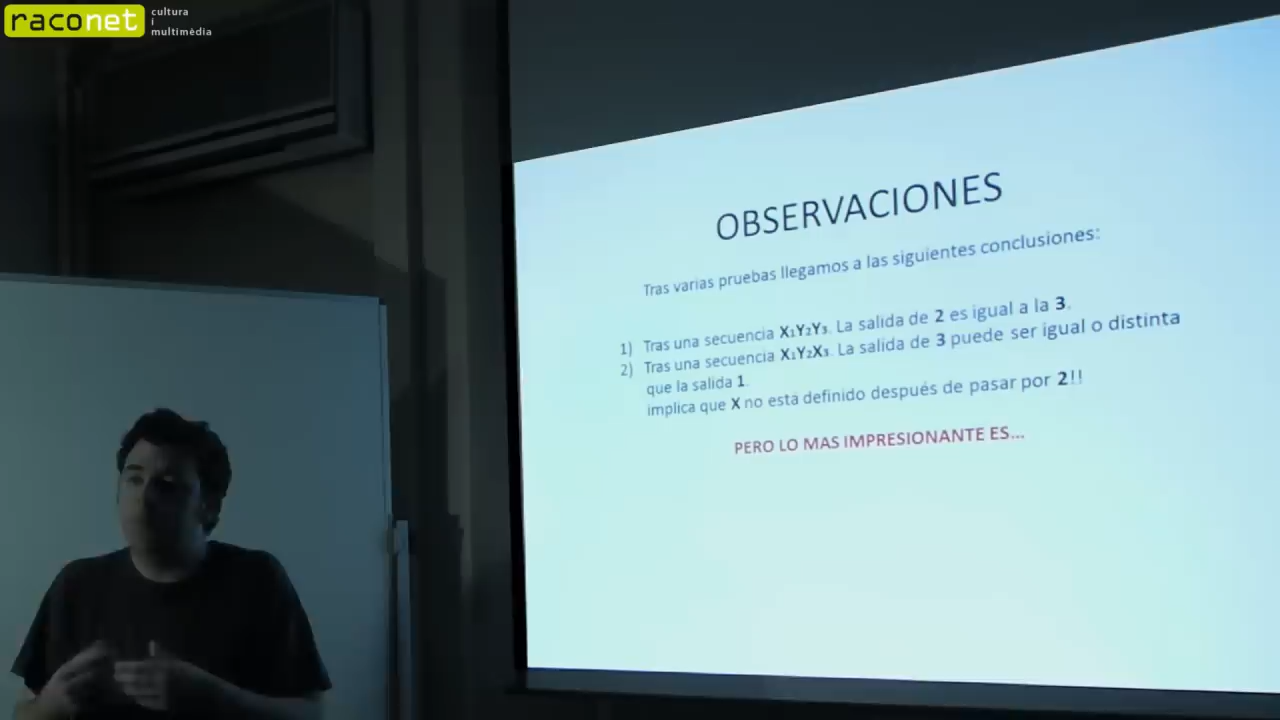 raconet
cultura
i
multimèdia
OBSERVACIONES
Tras varias pruebas llegamos a las siguientes conclusiones:
1) Tras una secuencia X₁Y₂Y₃. La salida de 2 es igual a la 3.
2) Tras una secuencia X₁Y₂X₃. La salida de 3 puede ser igual o distinta
que la salida 1.
implica que X no está definido después de pasar por 2!!
PERO LO MAS IMPRESIONANTE ES...